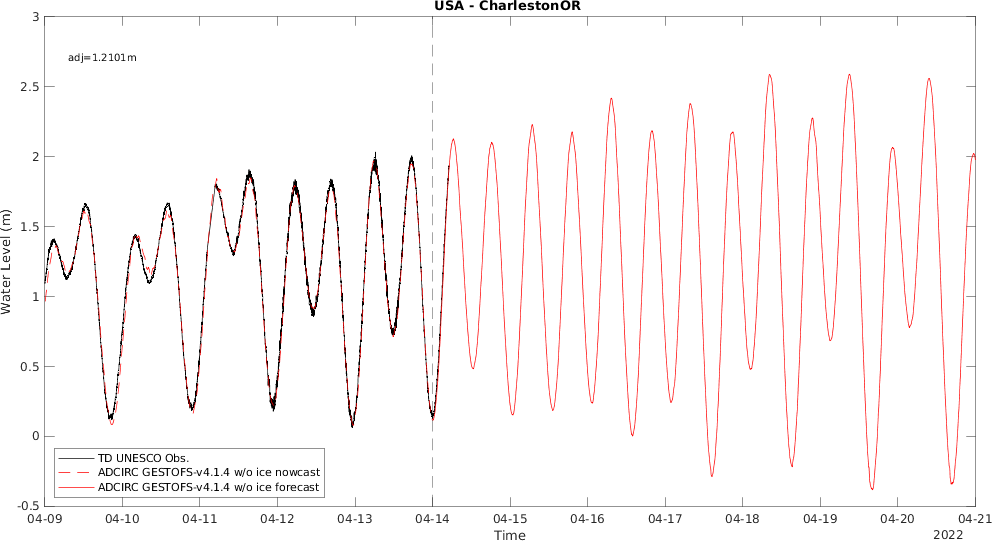 USA - CharlestonOR
adj=1.2101m
Water Level (m)
3
2.5
2
1.5
1
0.5
0
-0.5
TD UNESCO Obs.
ADCIRC GESTOFS-v4.1.4 w/o ice nowcast
ADCIRC GESTOFS-v4.1.4 w/o ice forecast
04-09 04-10 04-11 04-12 04-13 04-14 04-15 04-16 04-17 04-18 04-19 04-20 04-21
Time
2022